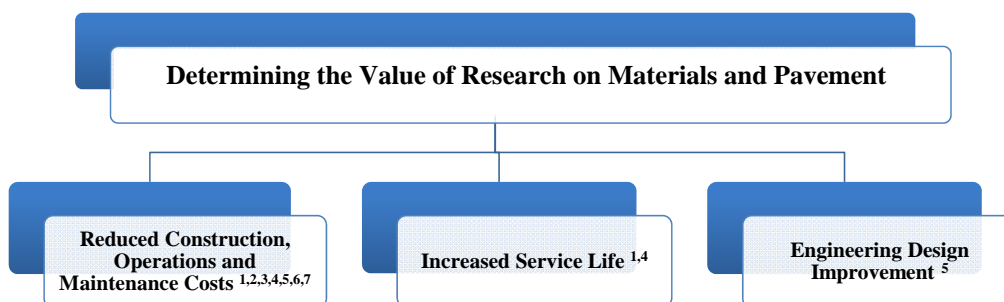 Determining the Value of Research on Materials and Pavement
Reduced Construction,
Operations and
Maintenance Costs 1,2,3,4,5,6,7
Increased Service Life 1,4
Engineering Design
Improvement 5